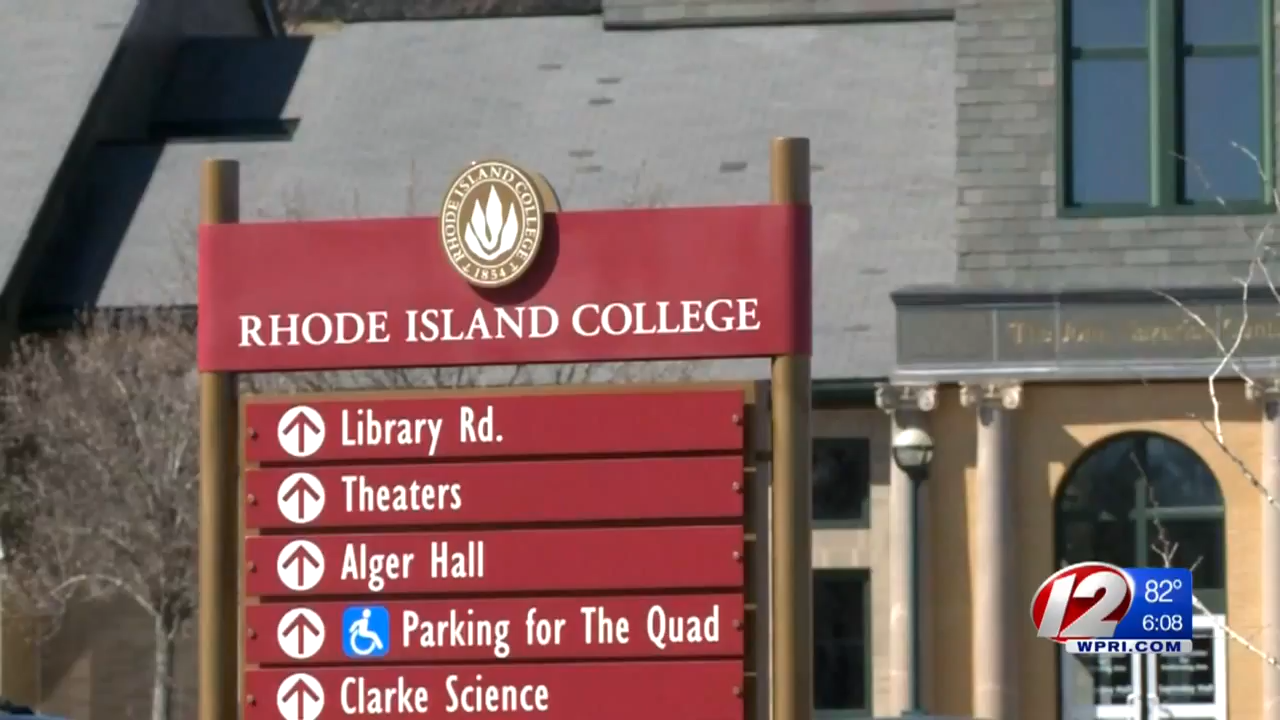 RHODE ISLAND COLLEGE
1854
RHODE ISLAND COLLEGE
Library Rd.
Theaters
Alger Hall
Parking for The Quad
Clarke Science
12
82°
6:08
WPRI.COM